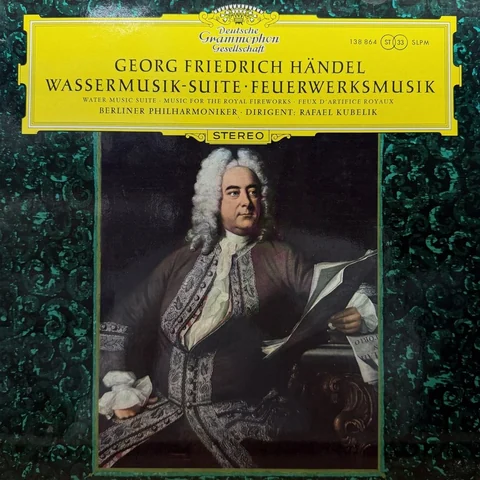 Deutsche
Grammophon
Gesellschaft
138 864 ST 33 SLPM
GEORG FRIEDRICH HÄNDEL
WASSERMUSIK-SUITE · FEUERWERKSMUSIK
WATER MUSIC SUITE · MUSIC FOR THE ROYAL FIREWORKS · FEUX D'ARTIFICE ROYAUX
BERLINER PHILHARMONIKER · DIRIGENT: RAFAEL KUBELIK
STEREO